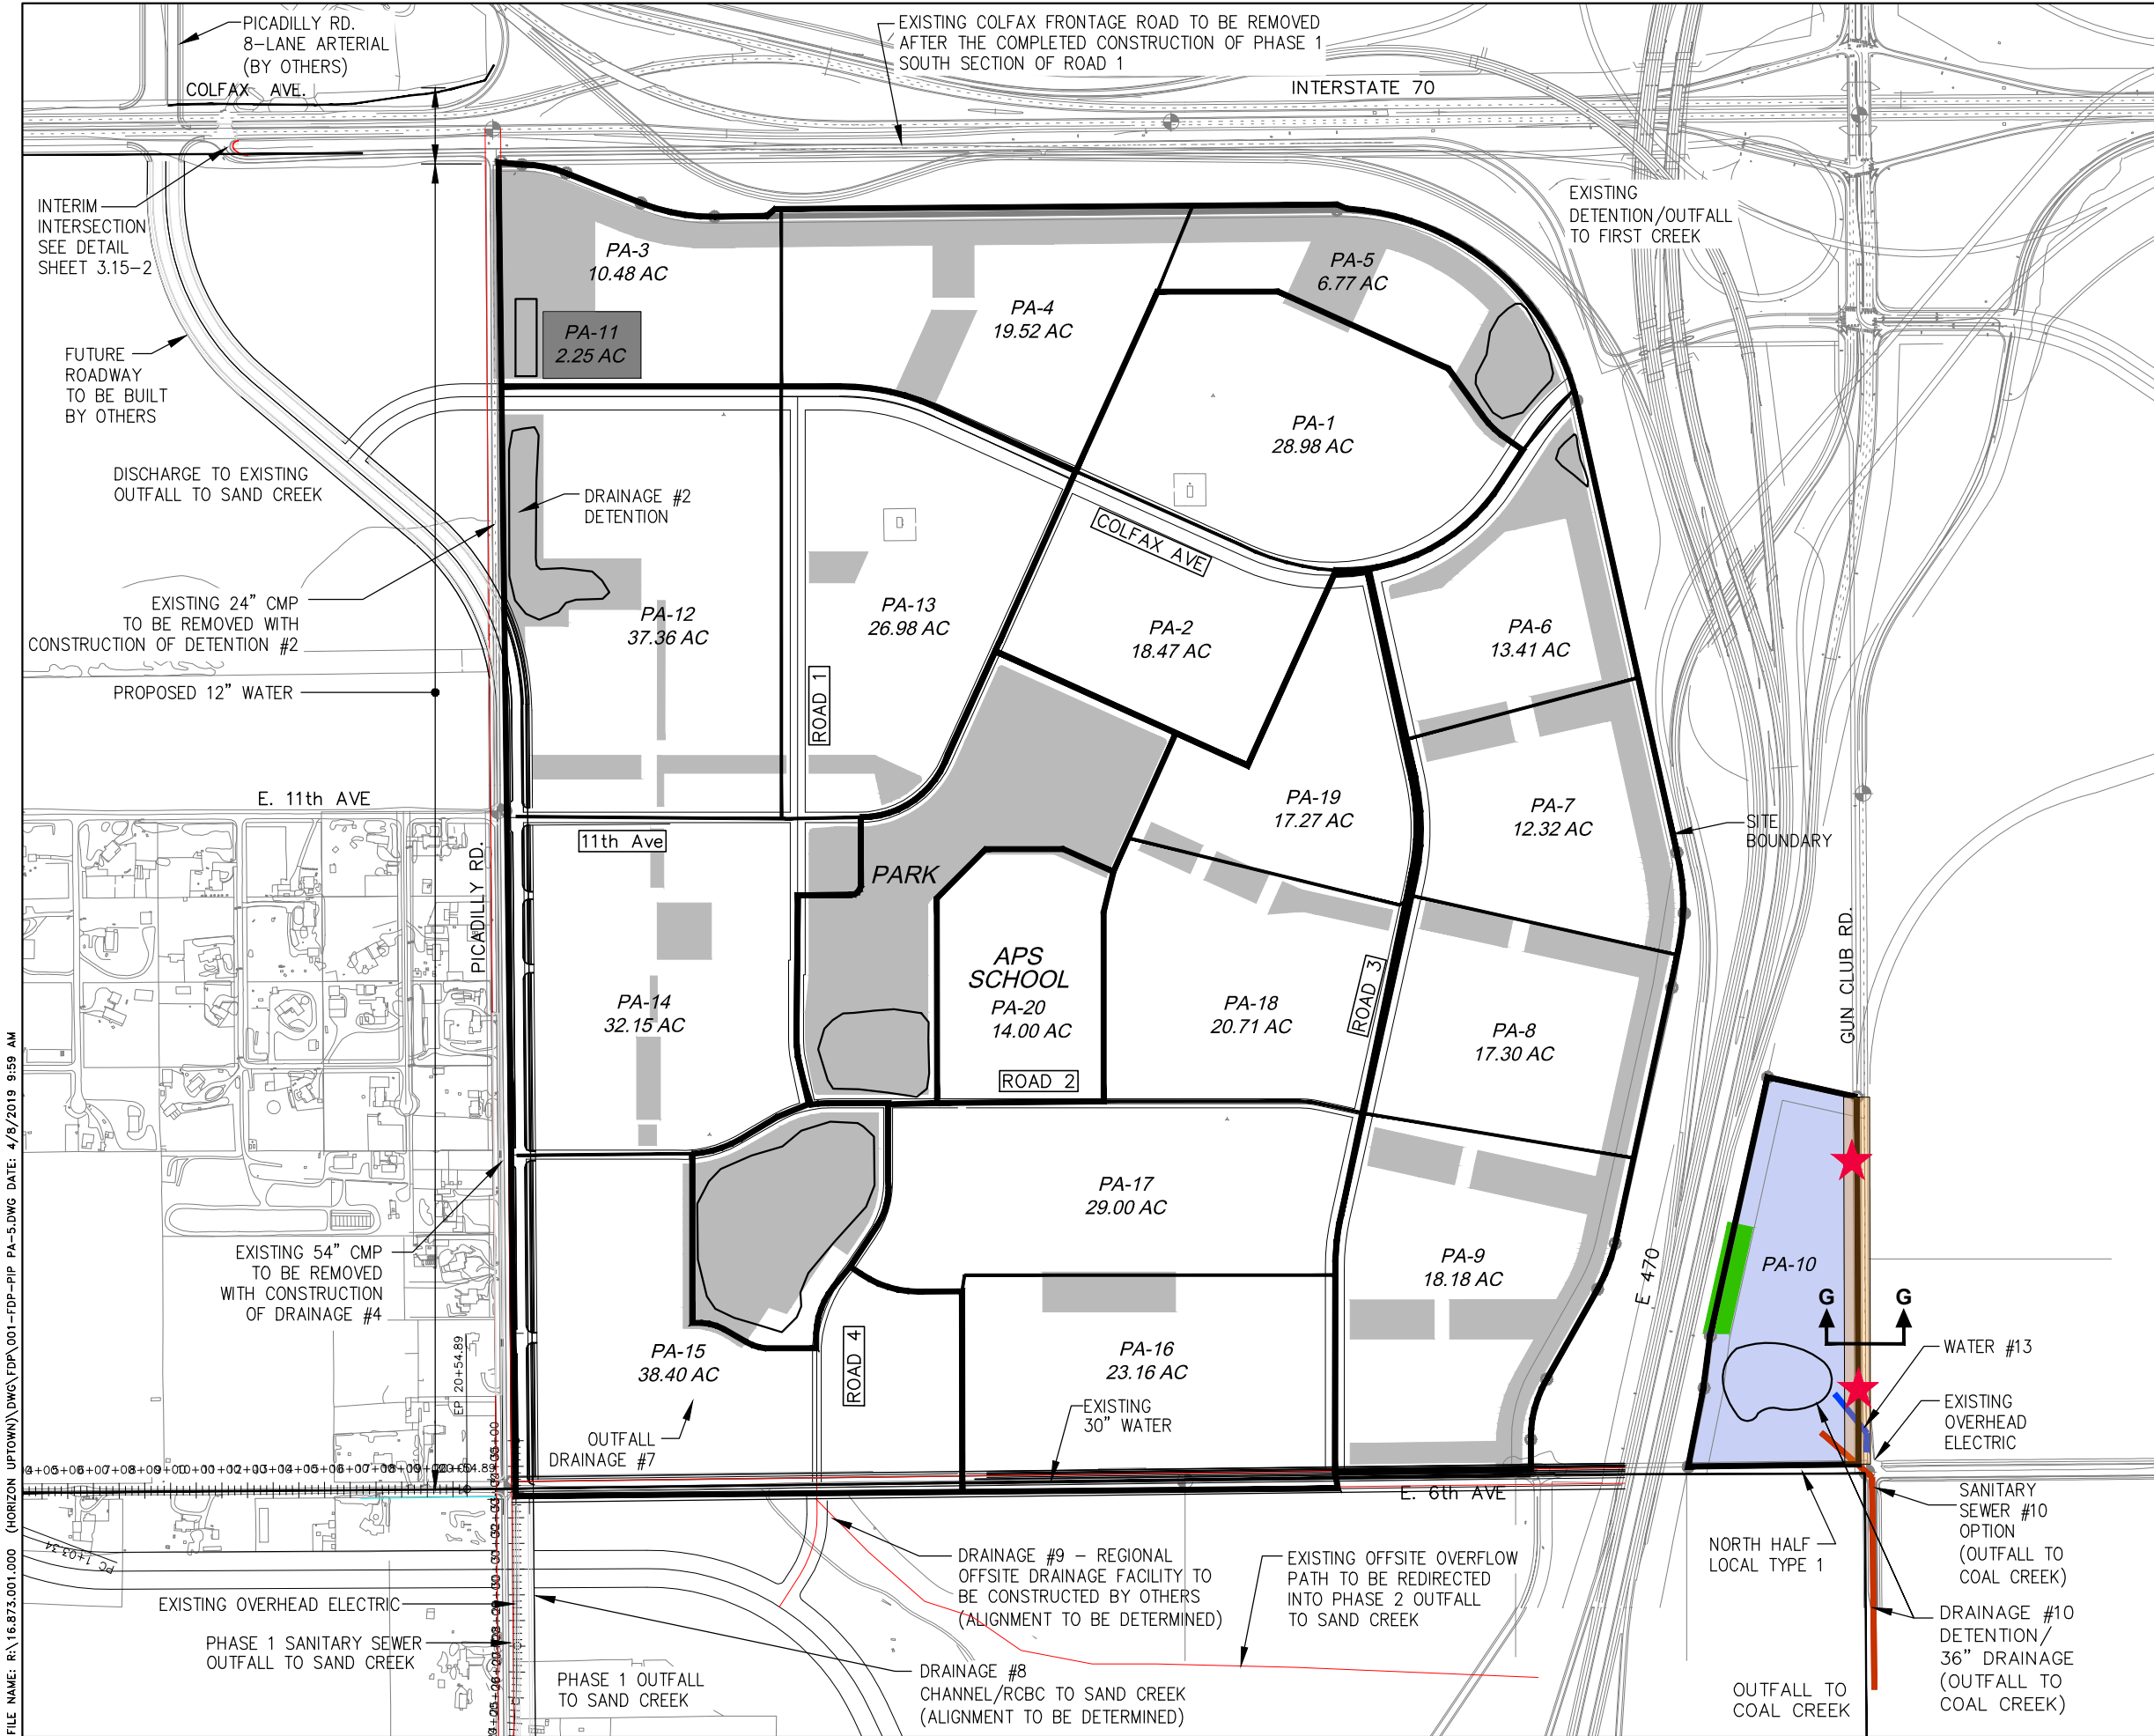 PICADILLY RD.
8-LANE ARTERIAL
(BY OTHERS)
COLFAX AVE.
EXISTING COLFAX FRONTAGE ROAD TO BE REMOVED
AFTER THE COMPLETED CONSTRUCTION OF PHASE 1
SOUTH SECTION OF ROAD 1
INTERSTATE 70
INTERIM
INTERSECTION
SEE DETAIL
SHEET 3.15-2
EXISTING
DETENTION/OUTFALL
TO FIRST CREEK
PA-3
10.48 AC
PA-11
2.25 AC
PA-4
19.52 AC
PA-5
6.77 AC
FUTURE
ROADWAY
TO BE BUILT
BY OTHERS
PA-1
28.98 AC
DISCHARGE TO EXISTING
OUTFALL TO SAND CREEK
DRAINAGE #2
DETENTION
COLFAX AVE
EXISTING 24" CMP
TO BE REMOVED WITH
CONSTRUCTION OF DETENTION #2
PA-12
37.36 AC
PA-13
26.98 AC
PA-2
18.47 AC
PA-6
13.41 AC
PROPOSED 12" WATER
ROAD 1
E. 11th AVE
11th Ave
PICADILLY RD.
PARK
PA-19
17.27 AC
PA-7
12.32 AC
SITE
BOUNDARY
GUN CLUB RD.
APS
SCHOOL
PA-20
14.00 AC
ROAD 2
PA-14
32.15 AC
PA-18
20.71 AC
ROAD 3
PA-8
17.30 AC
PA-17
29.00 AC
EXISTING 54" CMP
TO BE REMOVED
WITH CONSTRUCTION
OF DRAINAGE #4
PA-9
18.18 AC
E 470
PA-10
G
G
WATER #13
EP 20+54.89
PA-15
38.40 AC
ROAD 4
PA-16
23.16 AC
EXISTING
30" WATER
OUTFALL
DRAINAGE #7
EXISTING
OVERHEAD
ELECTRIC
E. 6th AVE
SANITARY
SEWER #10
OPTION
(OUTFALL TO
COAL CREEK)
NORTH HALF
LOCAL TYPE 1
PC 1+03.34
DRAINAGE #9 - REGIONAL
OFFSITE DRAINAGE FACILITY TO
BE CONSTRUCTED BY OTHERS
(ALIGNMENT TO BE DETERMINED)
EXISTING OFFSITE OVERFLOW
PATH TO BE REDIRECTED
INTO PHASE 2 OUTFALL
TO SAND CREEK
EXISTING OVERHEAD ELECTRIC
PHASE 1 SANITARY SEWER
OUTFALL TO SAND CREEK
PHASE 1 OUTFALL
TO SAND CREEK
DRAINAGE #8
CHANNEL/RCBC TO SAND CREEK
(ALIGNMENT TO BE DETERMINED)
DRAINAGE #10
DETENTION/
36" DRAINAGE
(OUTFALL TO
COAL CREEK)
OUTFALL TO
COAL CREEK
FILE NAME: R:\16.873.001.000 (HORIZON UPTOWN)\DWG\FDP\001-FDP-PIP PA-5.DWG DATE: 4/8/2019 9:59 AM